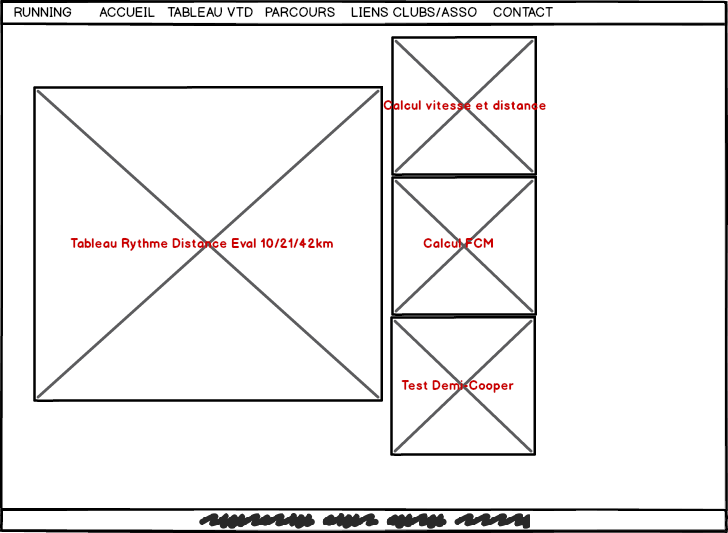 RUNNING ACCUEIL TABLEAU VTD PARCOURS LIENS CLUBS/ASSO CONTACT
Calcul vitesse et distance
Tableau Rythme Distance Eval 10/21/42km
Calcul FCM
Test Demi-Cooper